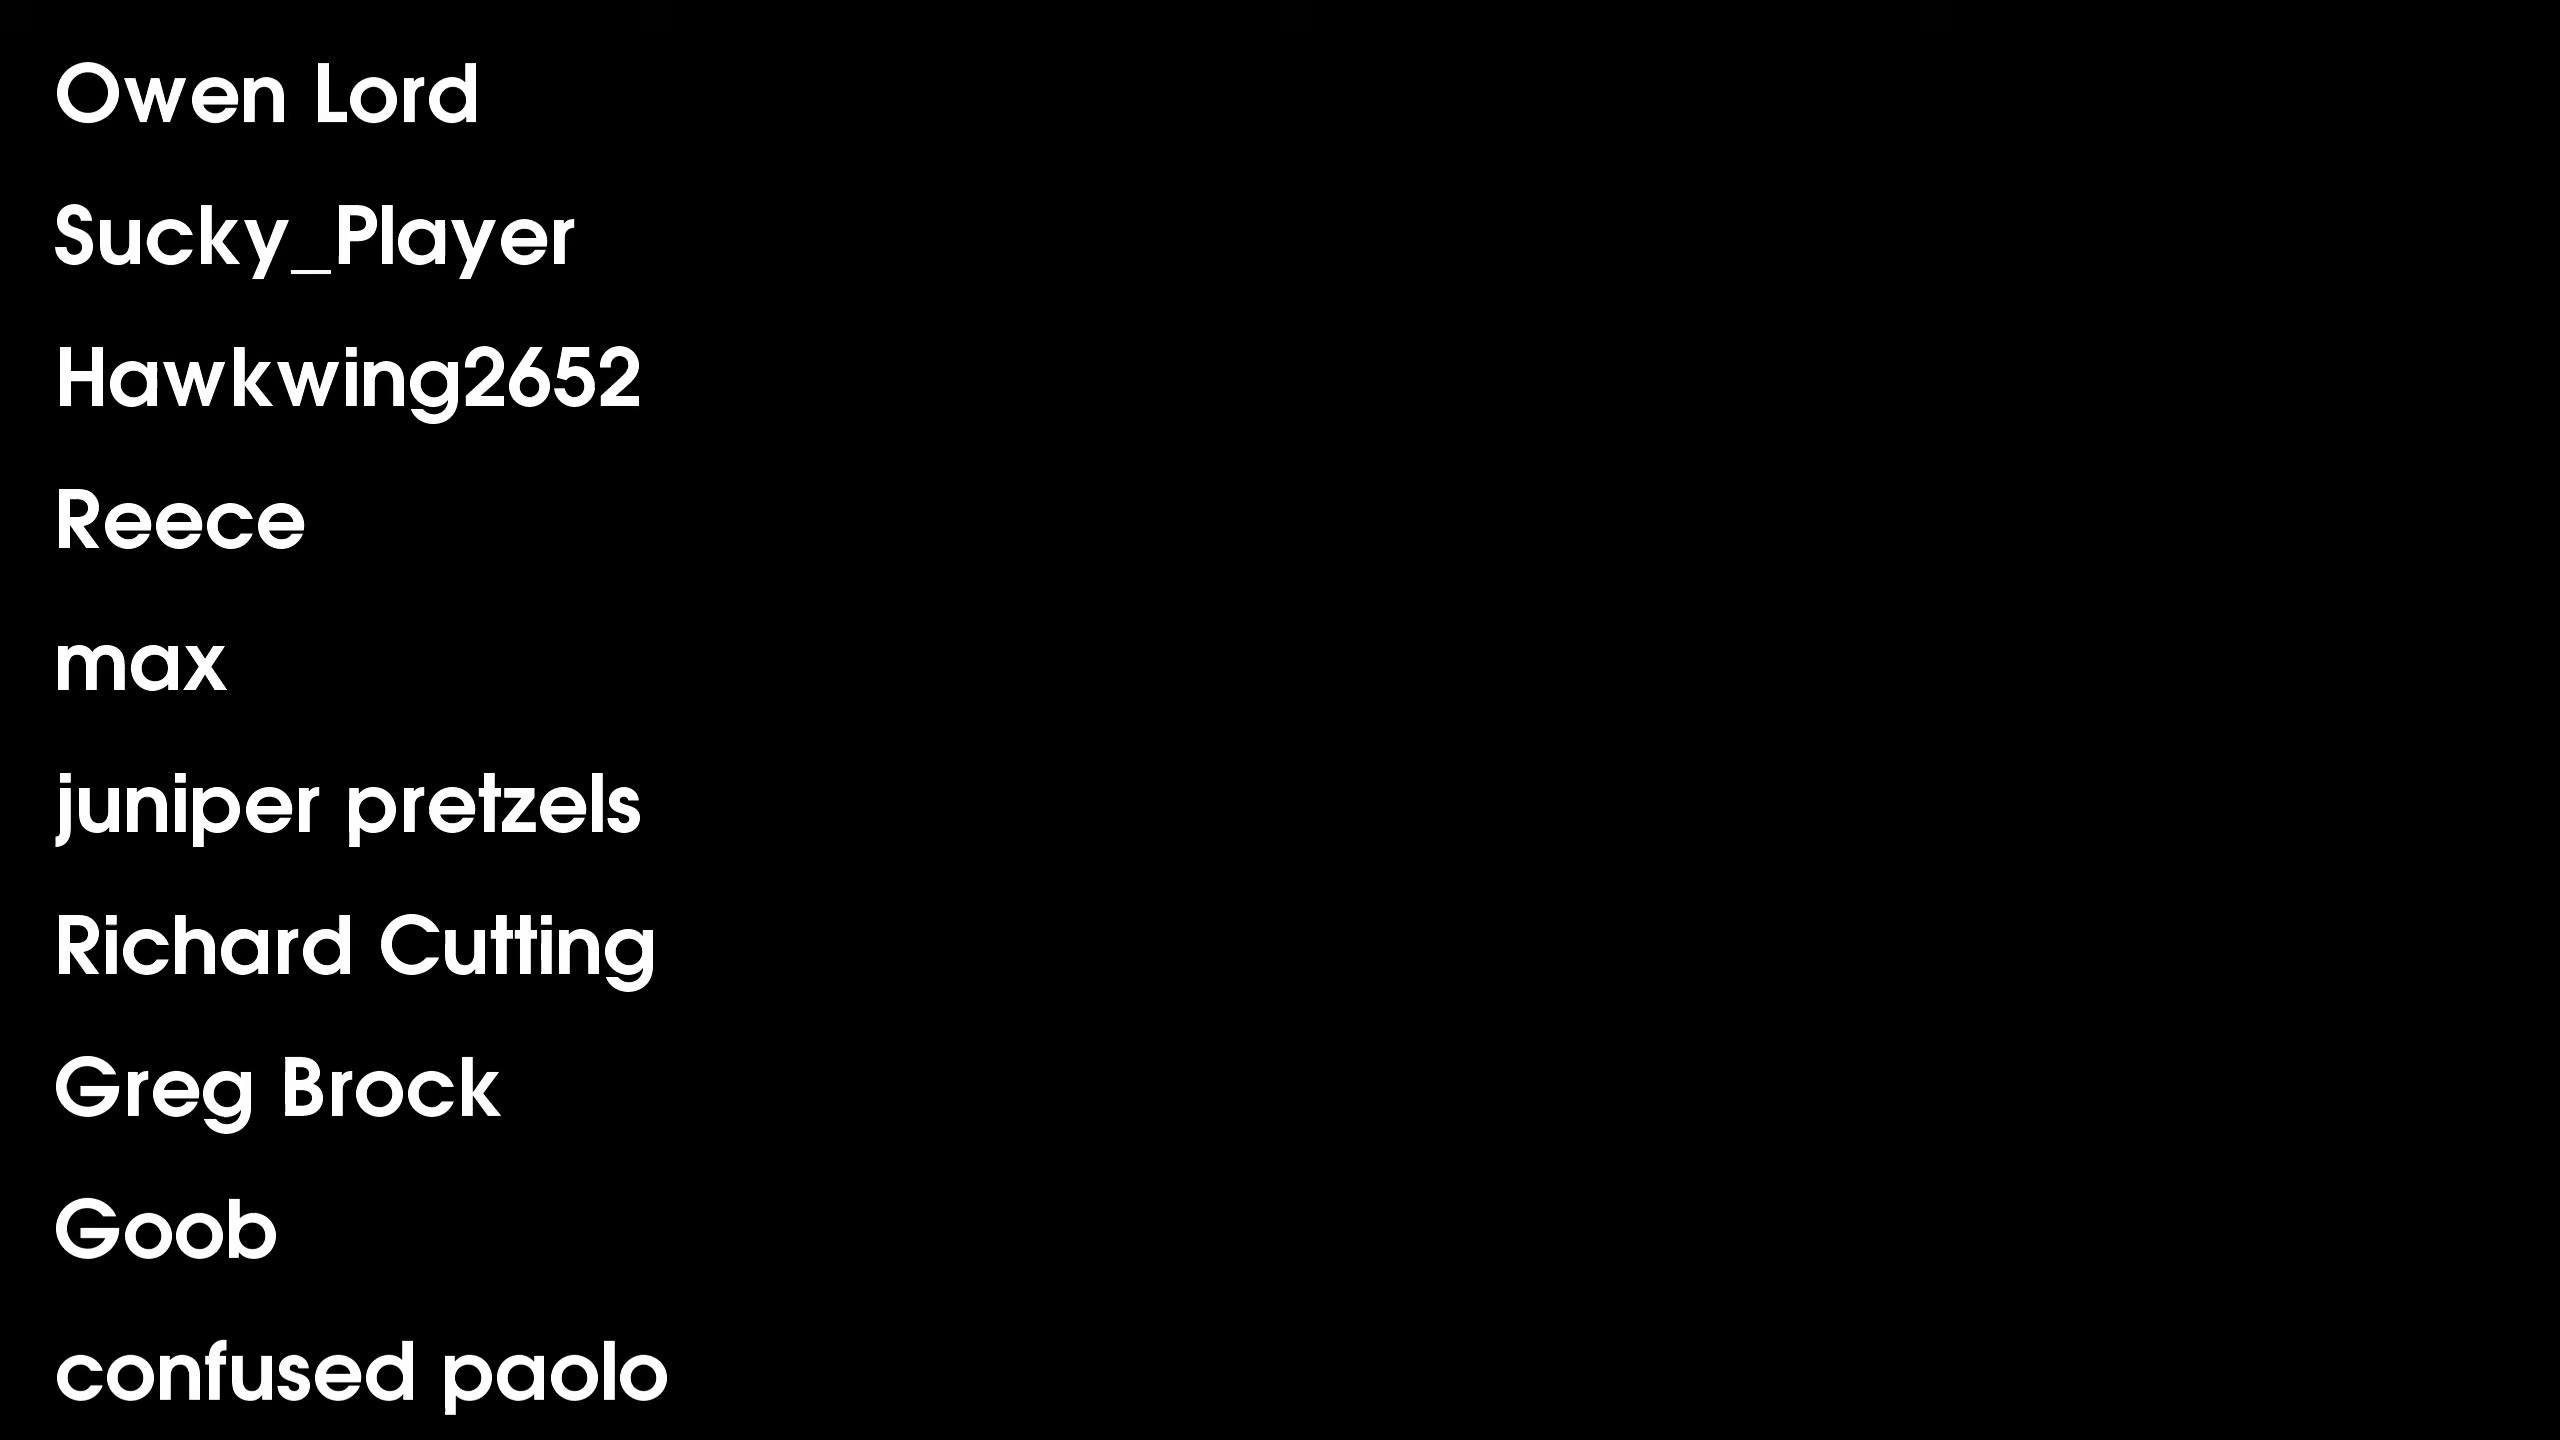 Owen Lord
Sucky_Player
Hawkwing2652
Reece
max
juniper pretzels
Richard Cutting
Greg Brock
Goob
confused paolo